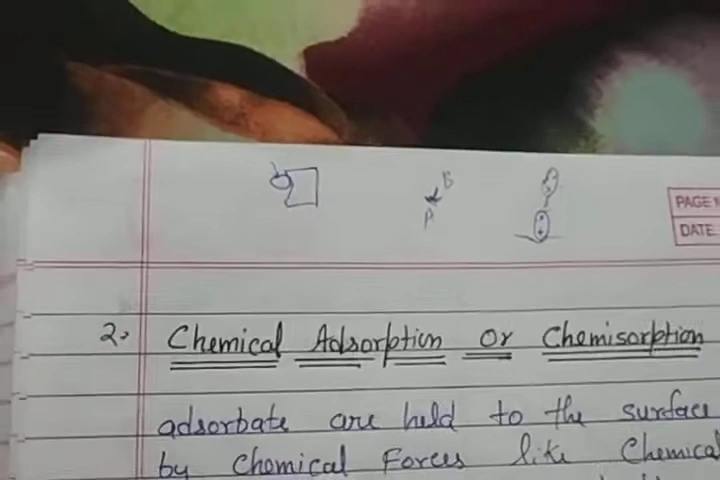 B
A
PAGE N
DATE
2. Chemical Adsorption Or Chemisorption
adsorbate are held to the surface
by Chemical Forces like Chemical